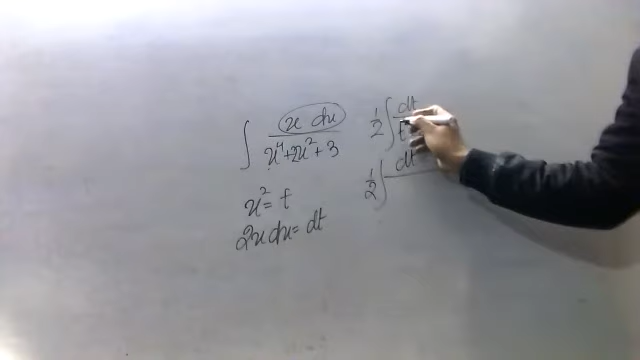 ∫ x dx / (x⁴+2x²+3)
x² = t
2x dx = dt
1/2 ∫ dt / t
1/2 ∫ dt